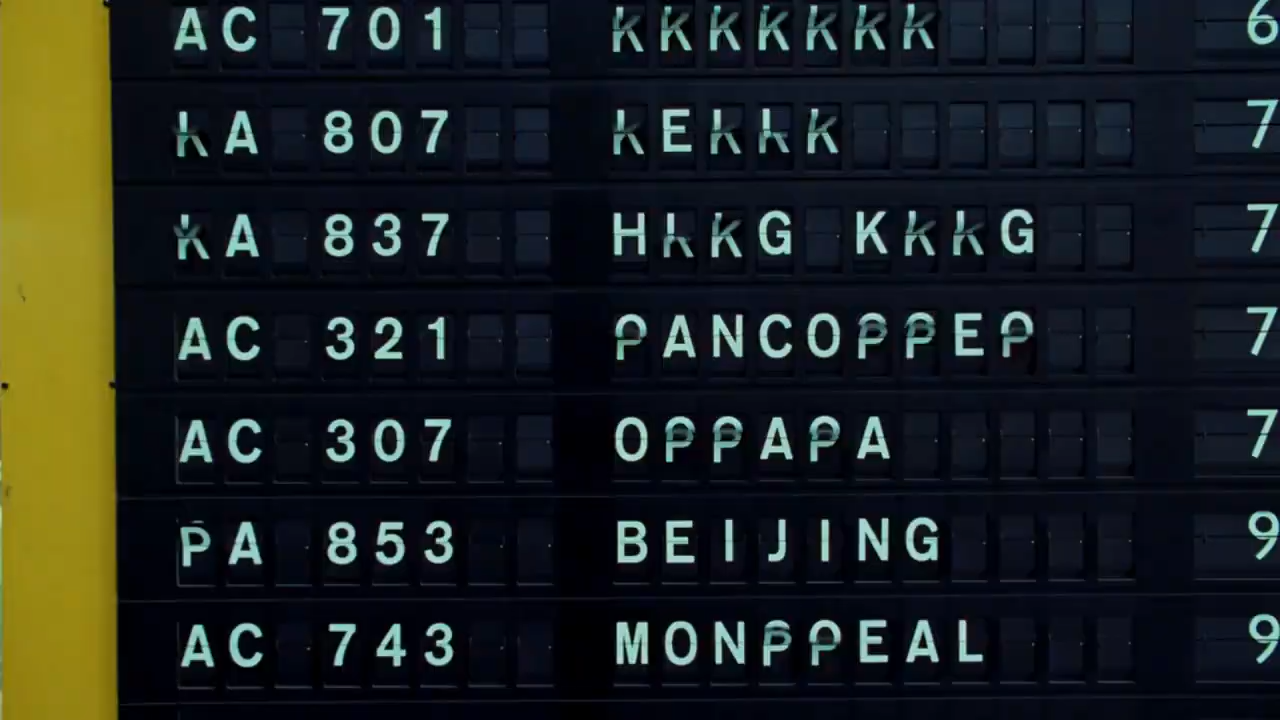 AC 701 KKKKKKK 6
KA 807 KEKKK 7
KA 837 HKKG KKKG 7
AC 321 PANCOPPEP 7
AC 307 OPPAPA 7
PA 853 BEIJING 9
AC 743 MONPPEAL 9